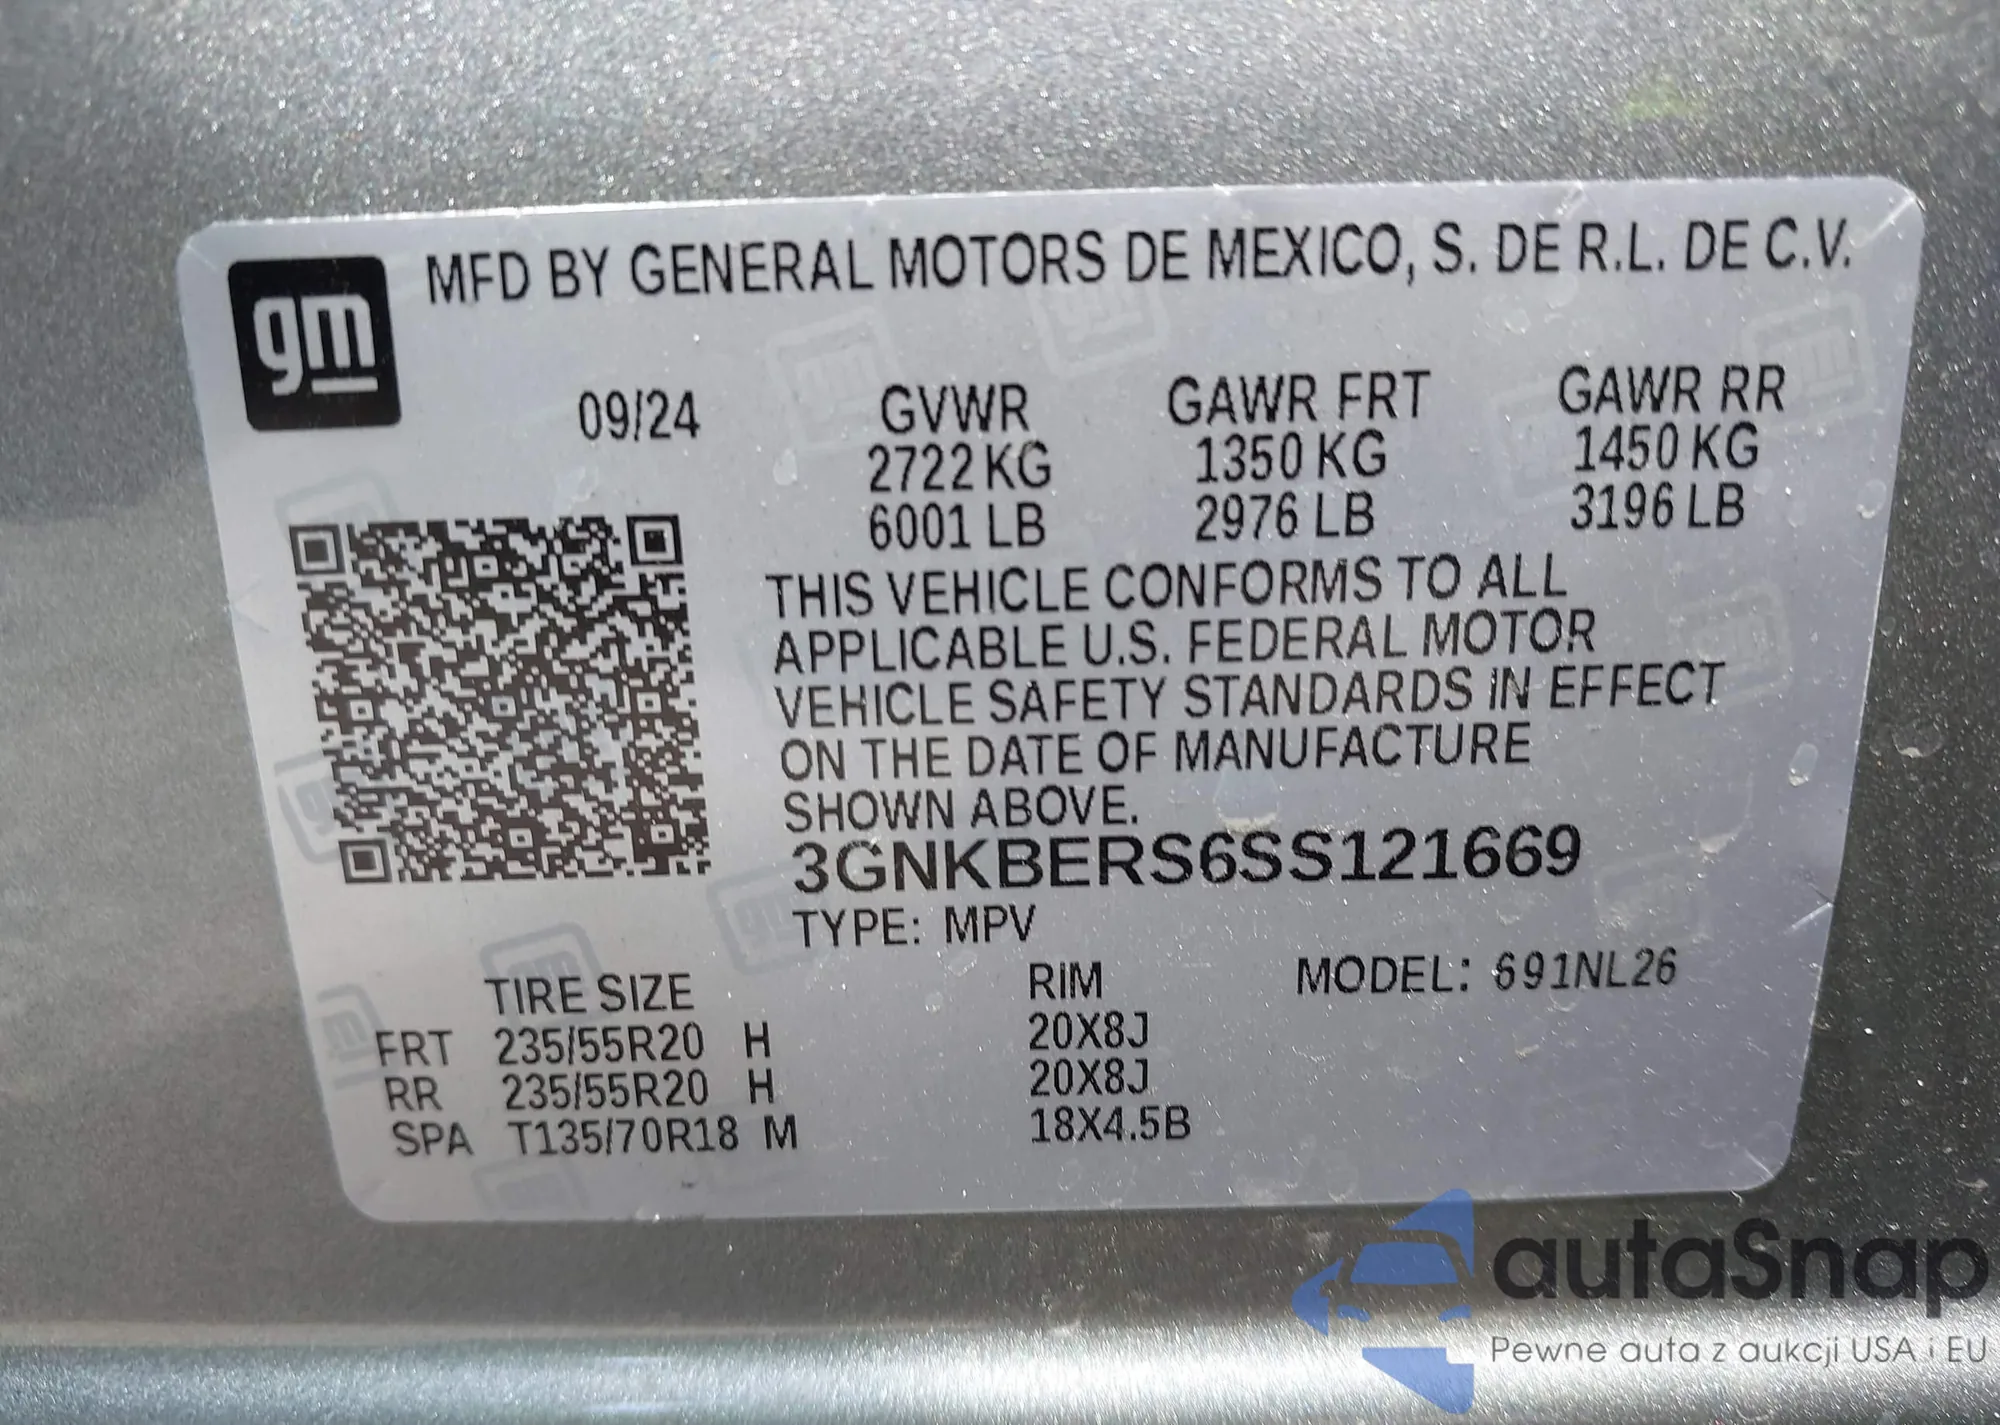 gm
MFD BY GENERAL MOTORS DE MEXICO, S. DE R.L. DE C.V.
09/24 GVWR GAWR FRT GAWR RR
2722 KG 1350 KG 1450 KG
6001 LB 2976 LB 3196 LB
THIS VEHICLE CONFORMS TO ALL
APPLICABLE U.S. FEDERAL MOTOR
VEHICLE SAFETY STANDARDS IN EFFECT
ON THE DATE OF MANUFACTURE
SHOWN ABOVE.
3GNKBERS6SS121669
TYPE: MPV
TIRE SIZE RIM MODEL: 691NL26
FRT 235/55R20 H 20X8J
RR 235/55R20 H 20X8J
SPA T135/70R18 M 18X4.5B
autaSnap
Pewne auta z aukcji USA i EU